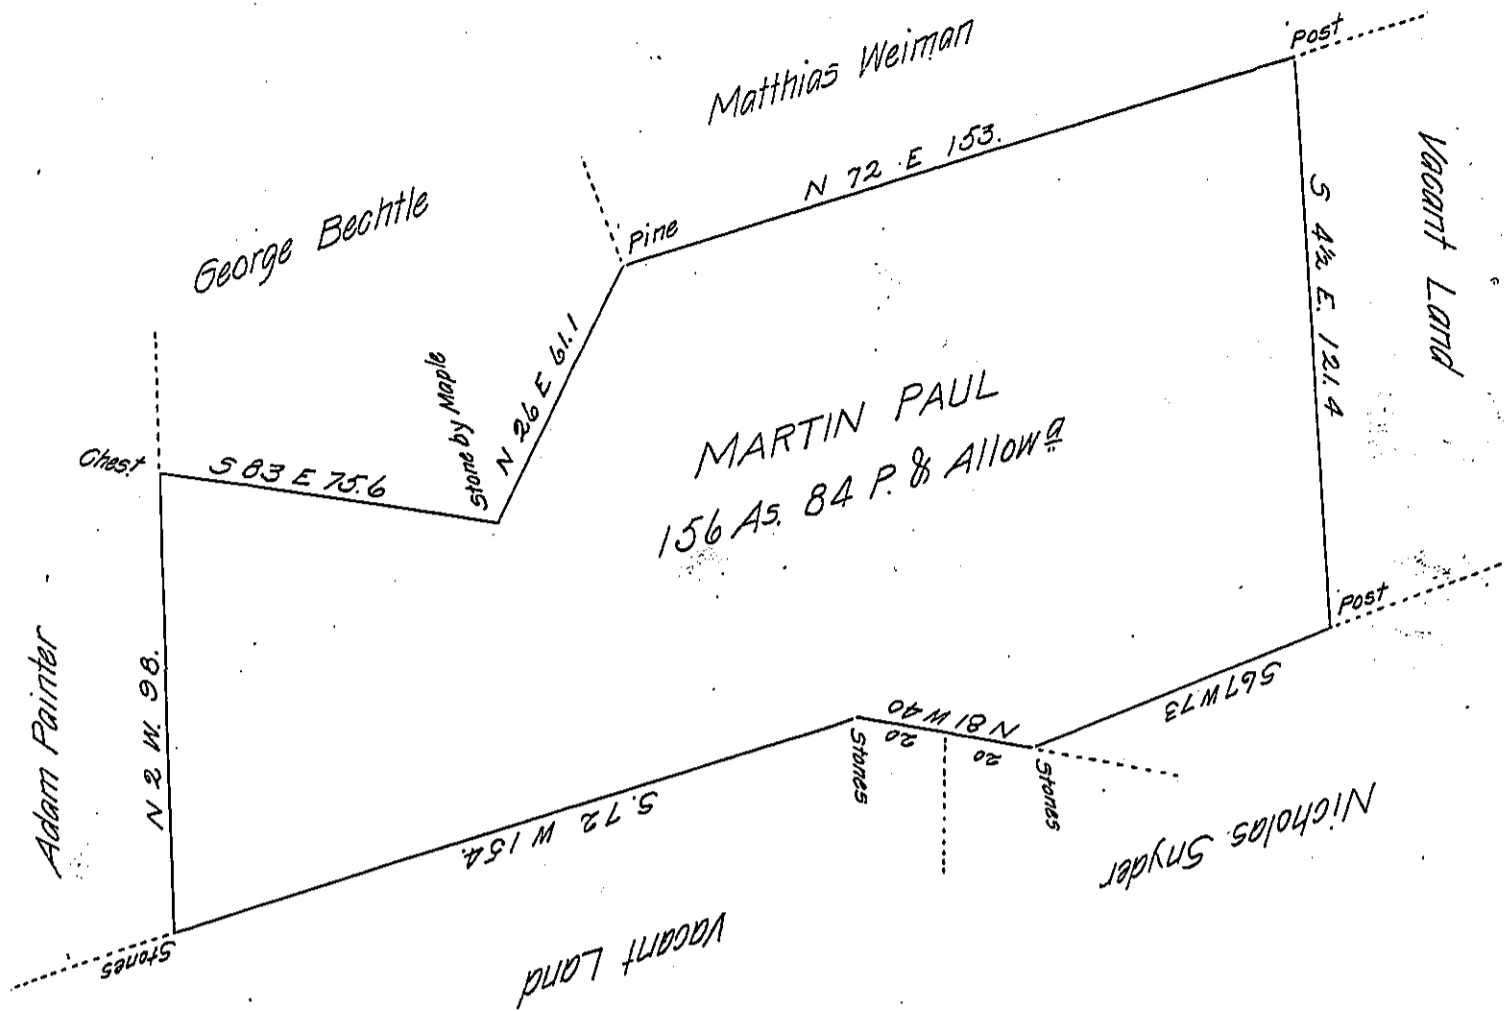 Post
Matthias Weiman
N 72 E 153.
Vacant Land
S 4½ E. 121.4
George Bechtle
Pine
Stone by Maple
N 26 E 61.1
Chest
S 83 E 75.6
MARTIN PAUL
156 As. 84 P. & Allowa
Post
S67W73
Adam Painter
N 2 W. 98.
N 81 W 40
20
20
Stones
Stones
S. 72 W 154.
Nicholas Snyder
Vacant Land
Stones